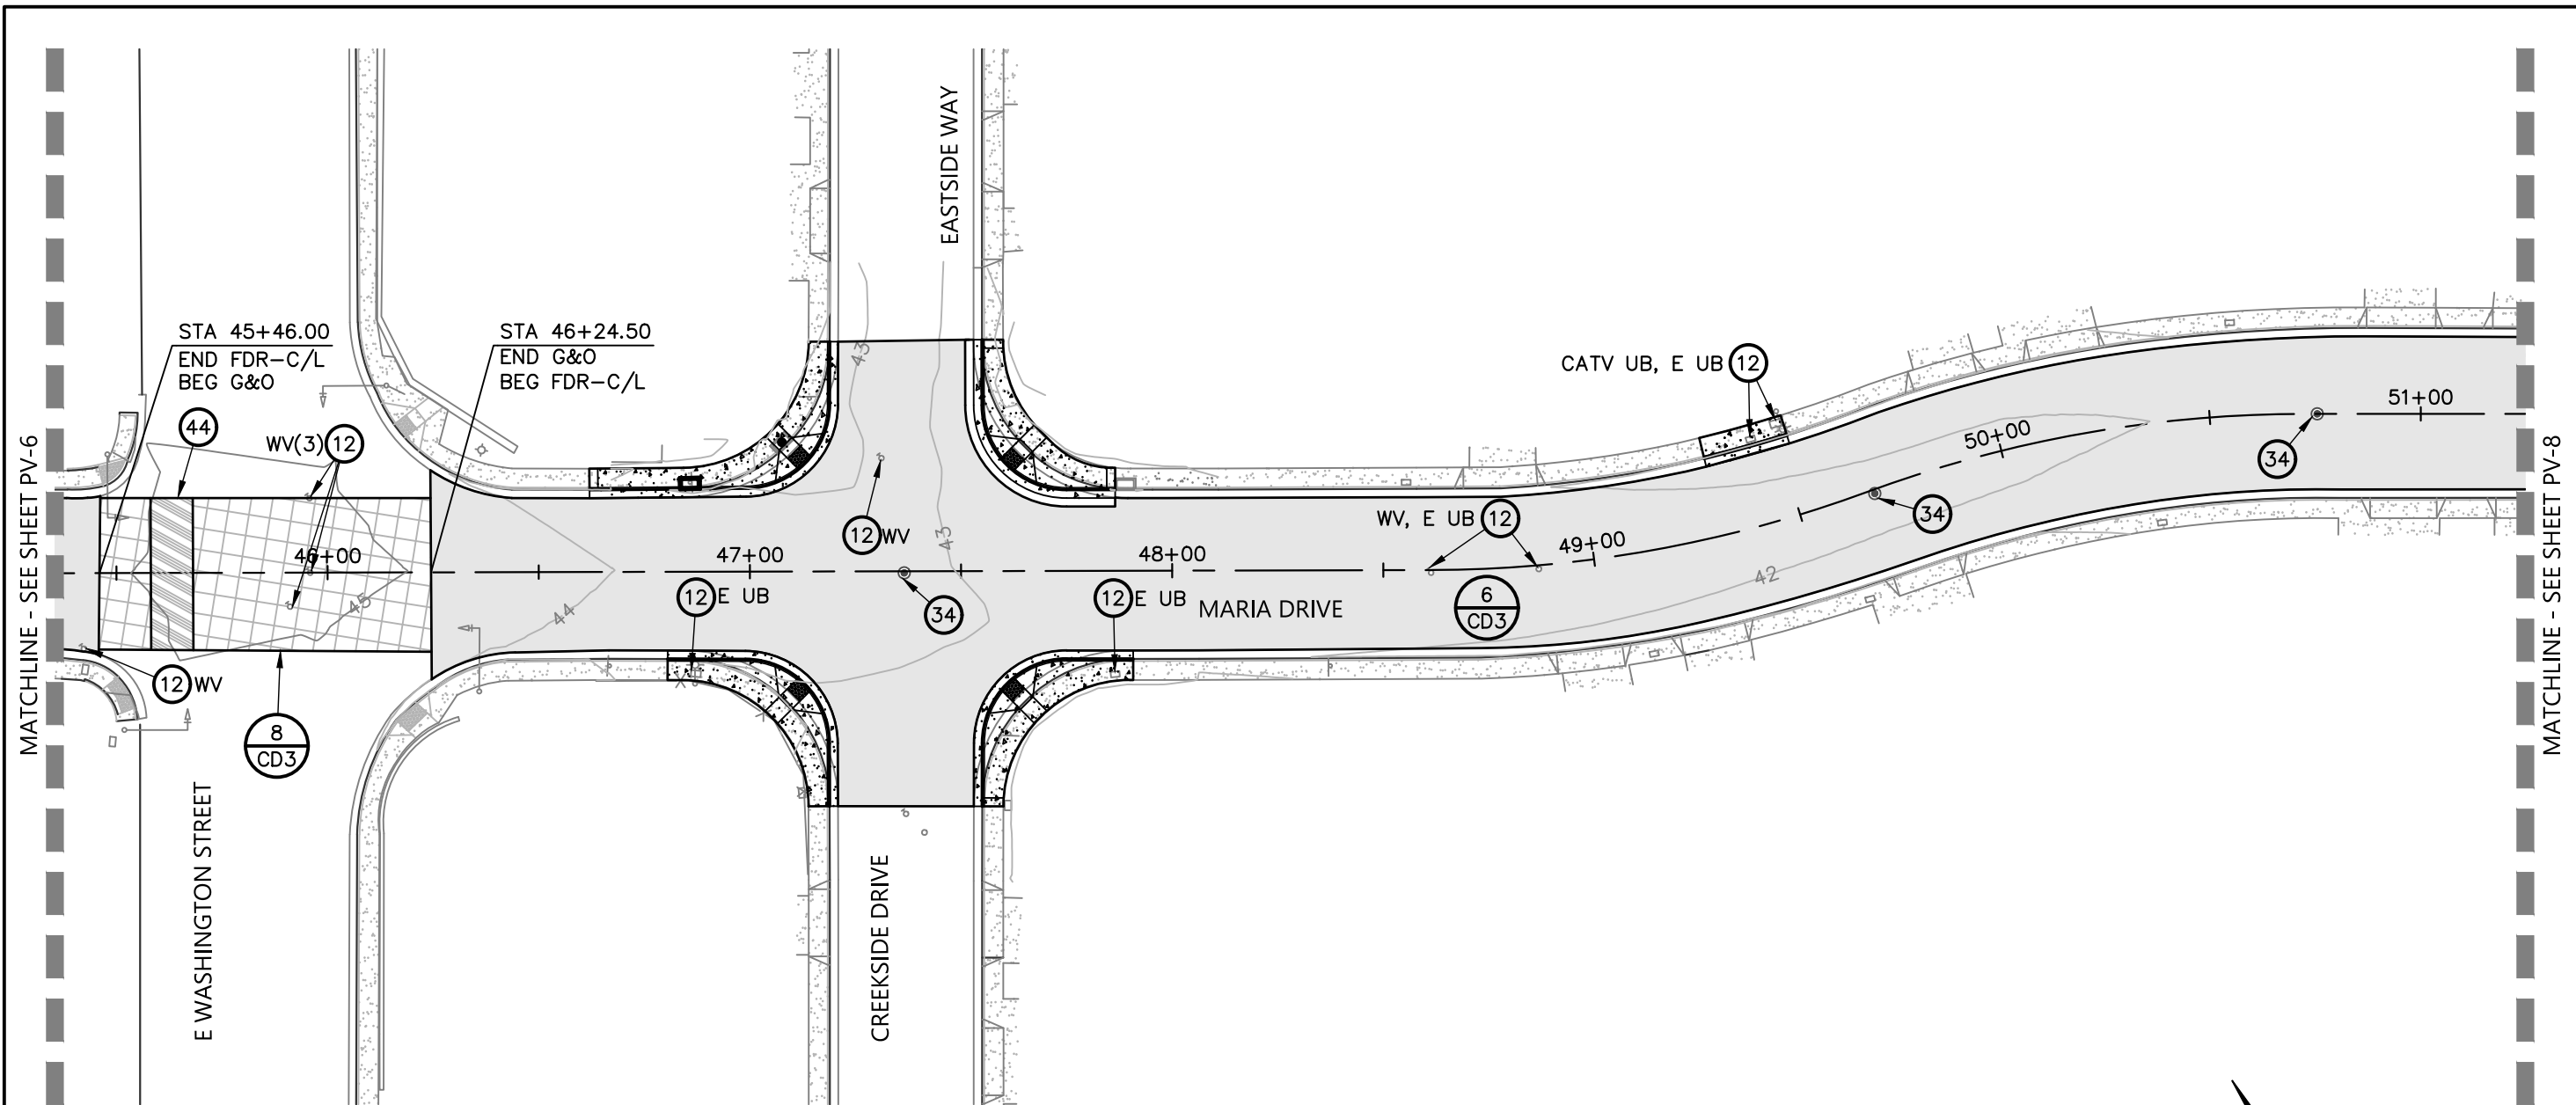 MATCHLINE - SEE SHEET PV-6
STA 45+46.00
END FDR-C/L
BEG G&O
44
WV(3) 12
STA 46+24.50
END G&O
BEG FDR-C/L
EASTSIDE WAY
43
43
12 WV
46+00
45
44
47+00
12 E UB
34
48+00
12 E UB
MARIA DRIVE
CATV UB, E UB 12
WV, E UB 12
6
CD3
49+00
42
50+00
34
34
51+00
12 WV
8
CD3
E WASHINGTON STREET
CREEKSIDE DRIVE
MATCHLINE - SEE SHEET PV-8